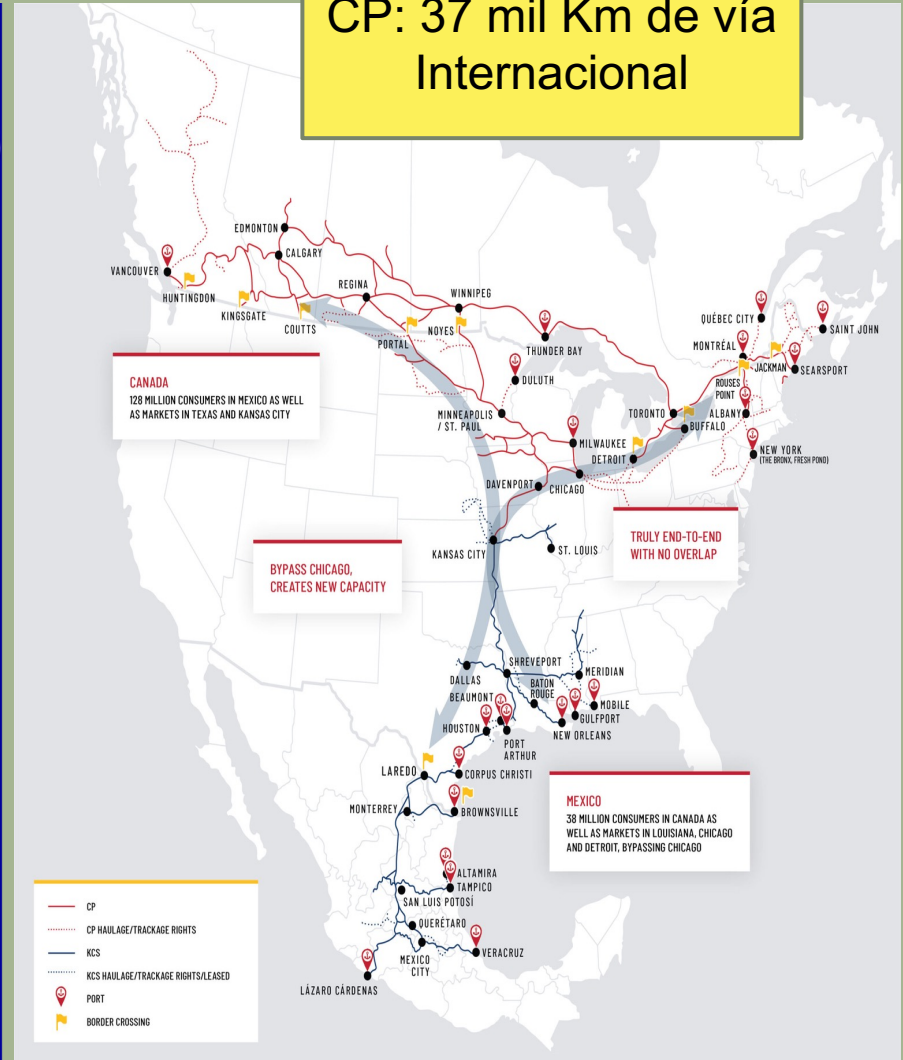 CP: 37 mil Km de vía
Internacional
EDMONTON
CALGARY
VANCOUVER
REGINA
WINNIPEG
HUNTINGDON
KINGSGATE
COUTTS
PORTAL
NOYES
THUNDER BAY
QUÉBEC CITY
SAINT JOHN
MONTRÉAL
JACKMAN
SEARSPORT
ROUSES
POINT
DULUTH
CANADA
128 MILLION CONSUMERS IN MEXICO AS WELL
AS MARKETS IN TEXAS AND KANSAS CITY
MINNEAPOLIS
/ ST. PAUL
TORONTO
ALBANY
BUFFALO
MILWAUKEE
DETROIT
NEW YORK
(THE BRONX, FRESH POND)
DAVENPORT
CHICAGO
KANSAS CITY
ST. LOUIS
TRULY END-TO-END
WITH NO OVERLAP
BYPASS CHICAGO,
CREATES NEW CAPACITY
SHREVEPORT
MERIDIAN
DALLAS
BATON
ROUGE
BEAUMONT
MOBILE
GULFPORT
HOUSTON
NEW ORLEANS
PORT
ARTHUR
LAREDO
CORPUS CHRISTI
MONTERREY
BROWNSVILLE
MEXICO
38 MILLION CONSUMERS IN CANADA AS
WELL AS MARKETS IN LOUISIANA, CHICAGO
AND DETROIT, BYPASSING CHICAGO
ALTAMIRA
TAMPICO
SAN LUIS POTOSÍ
QUERÉTARO
MEXICO
CITY
VERACRUZ
LÁZARO CÁRDENAS
CP
CP HAULAGE/TRACKAGE RIGHTS
KCS
KCS HAULAGE/TRACKAGE RIGHTS/LEASED
PORT
BORDER CROSSING